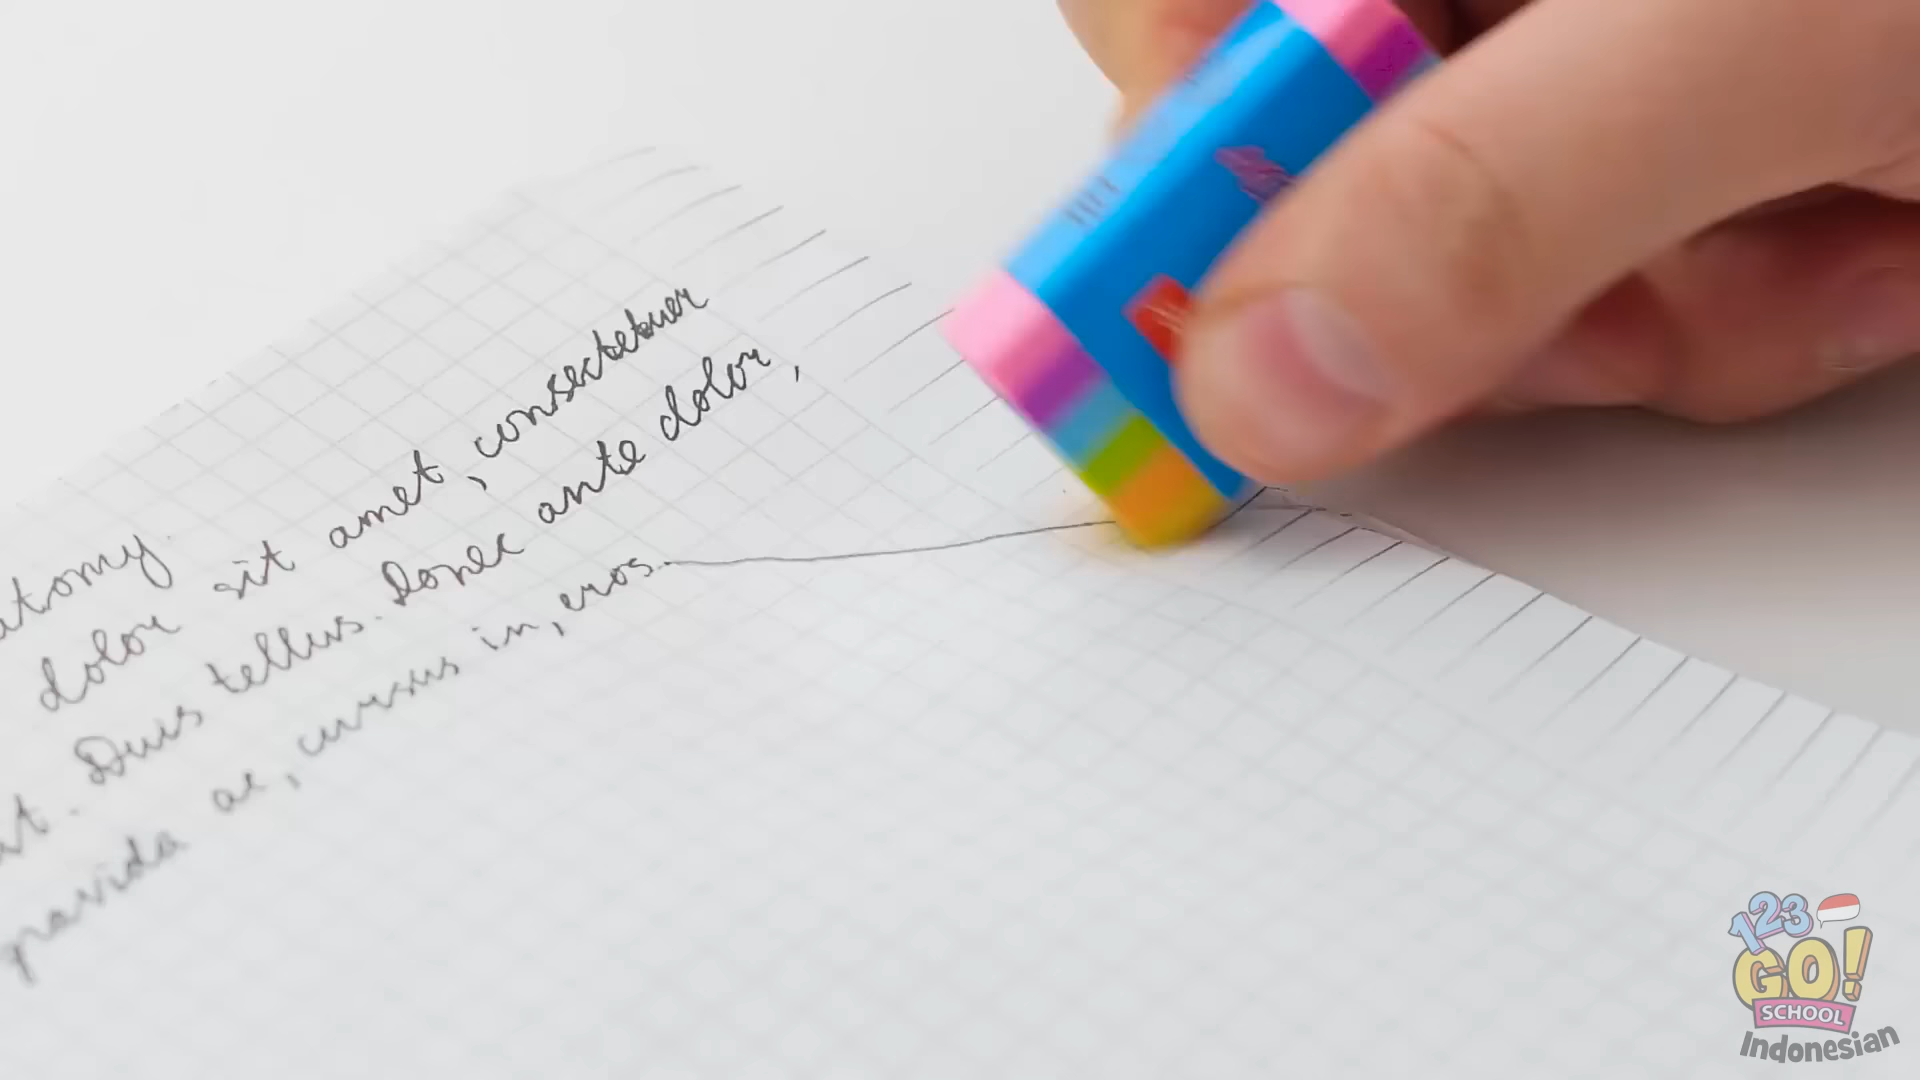 atomy.
dolor sit amet, consectetuer
at. Duis tellus. Donec ante dolor,
gravida ac, cursus in, eros.
123
GO!
SCHOOL
Indonesian